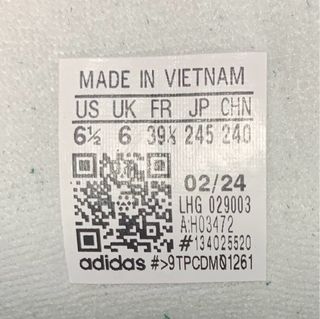 MADE IN VIETNAM
US UK FR JP CHN
6½ 6 39⅓ 245 240
02/24
LHG 029003
A:H03472
#134025520
adidas #>9TPCDM01261